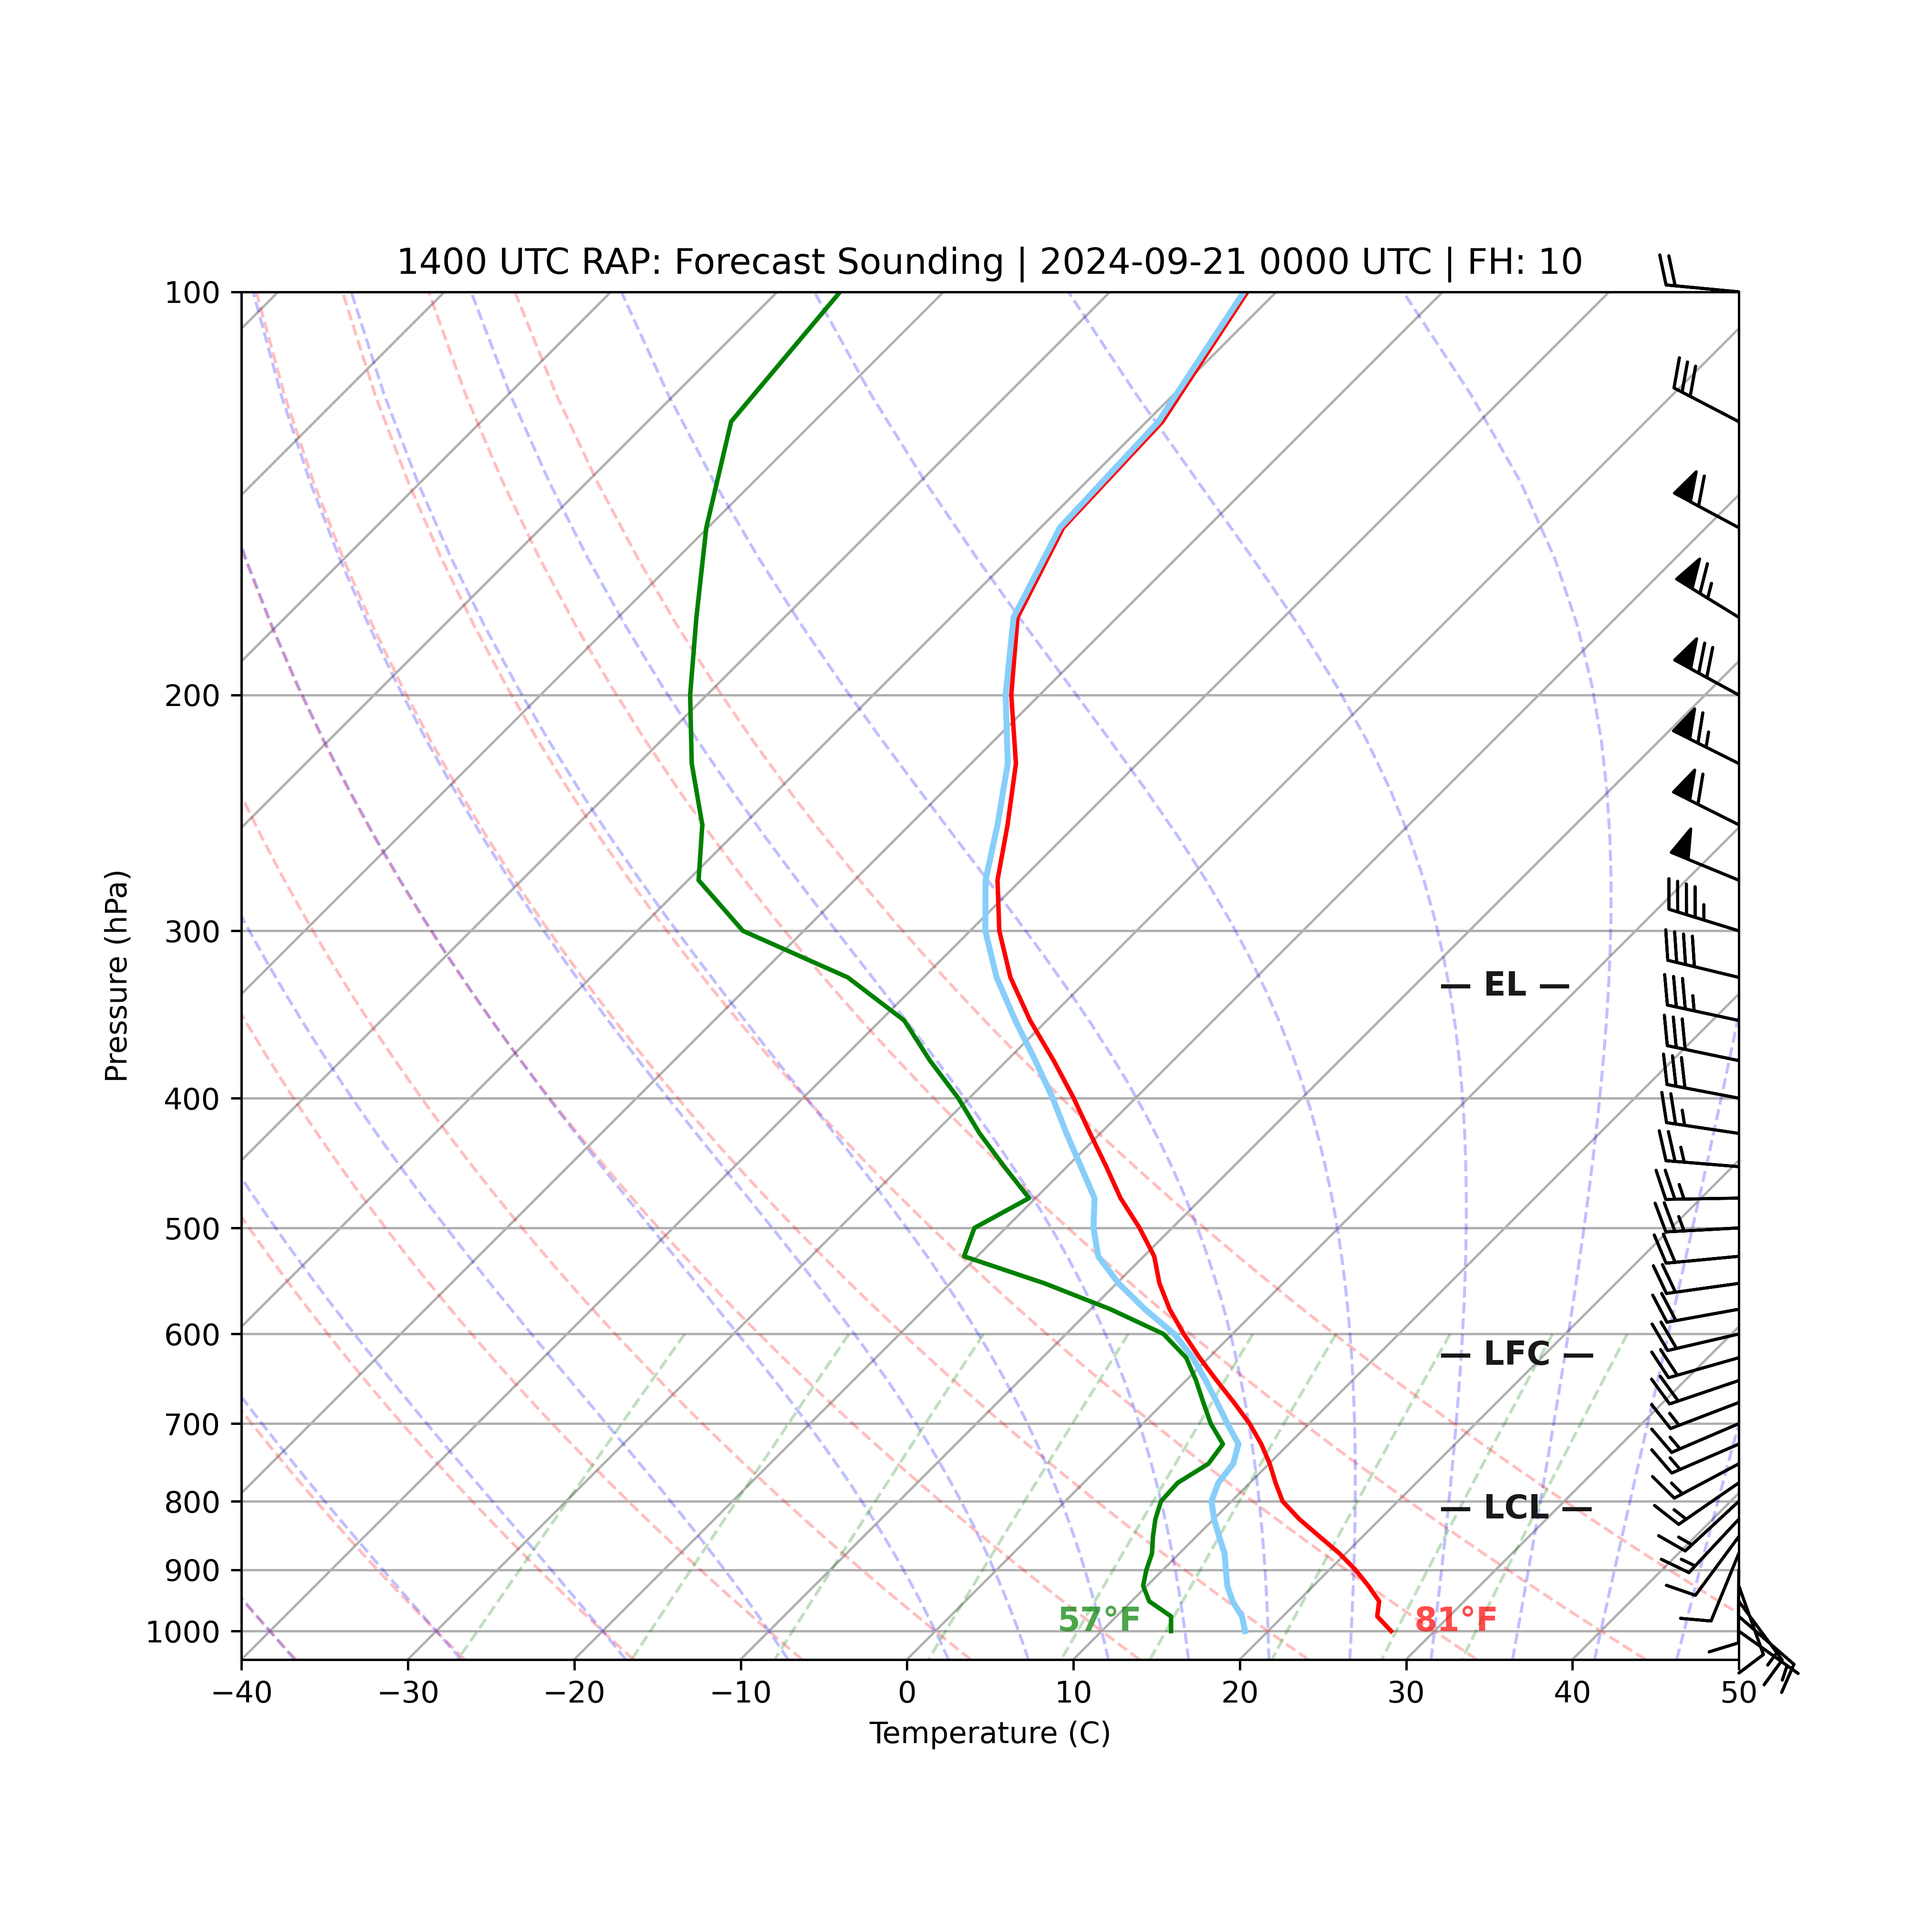 1400 UTC RAP: Forecast Sounding | 2024-09-21 0000 UTC | FH: 10
100
200
300
400
500
600
700
800
900
1000
Pressure (hPa)
— EL —
— LFC —
— LCL —
57°F
81°F
−40 −30 −20 −10 0 10 20 30 40 50
Temperature (C)